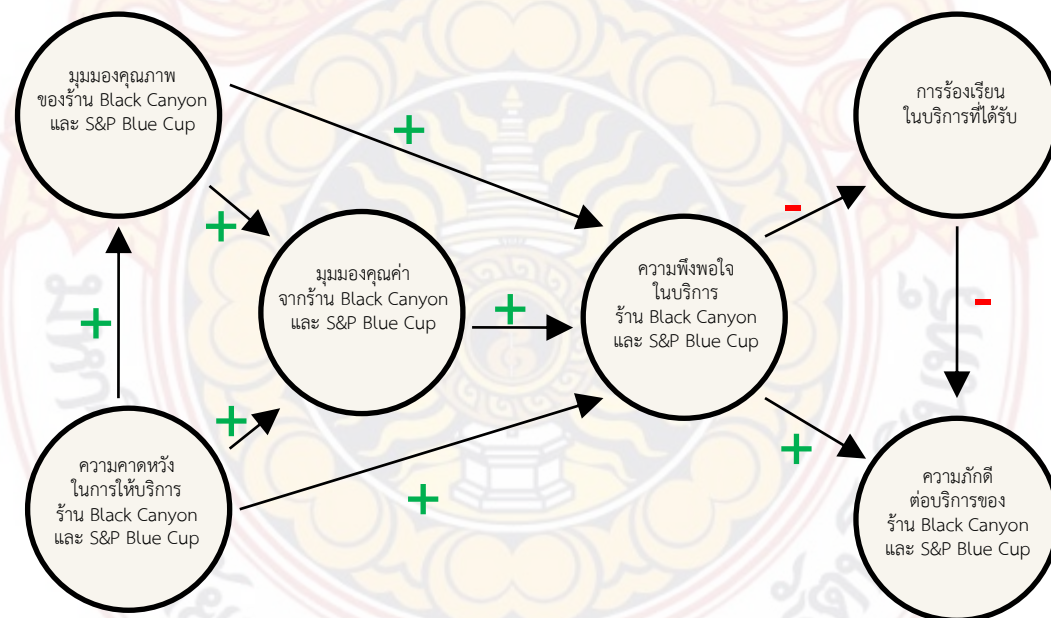 มุมมองคุณภาพ
ของร้าน Black Canyon
และ S&P Blue Cup
การร้องเรียน
ในบริการที่ได้รับ
+
-
+
มุมมองคุณค่า
จากร้าน Black Canyon
และ S&P Blue Cup
ความพึงพอใจ
ในบริการ
ร้าน Black Canyon
และ S&P Blue Cup
+
+
-
+
+
+
ความคาดหวัง
ในการให้บริการ
ร้าน Black Canyon
และ S&P Blue Cup
ความภักดี
ต่อบริการของ
ร้าน Black Canyon
และ S&P Blue Cup